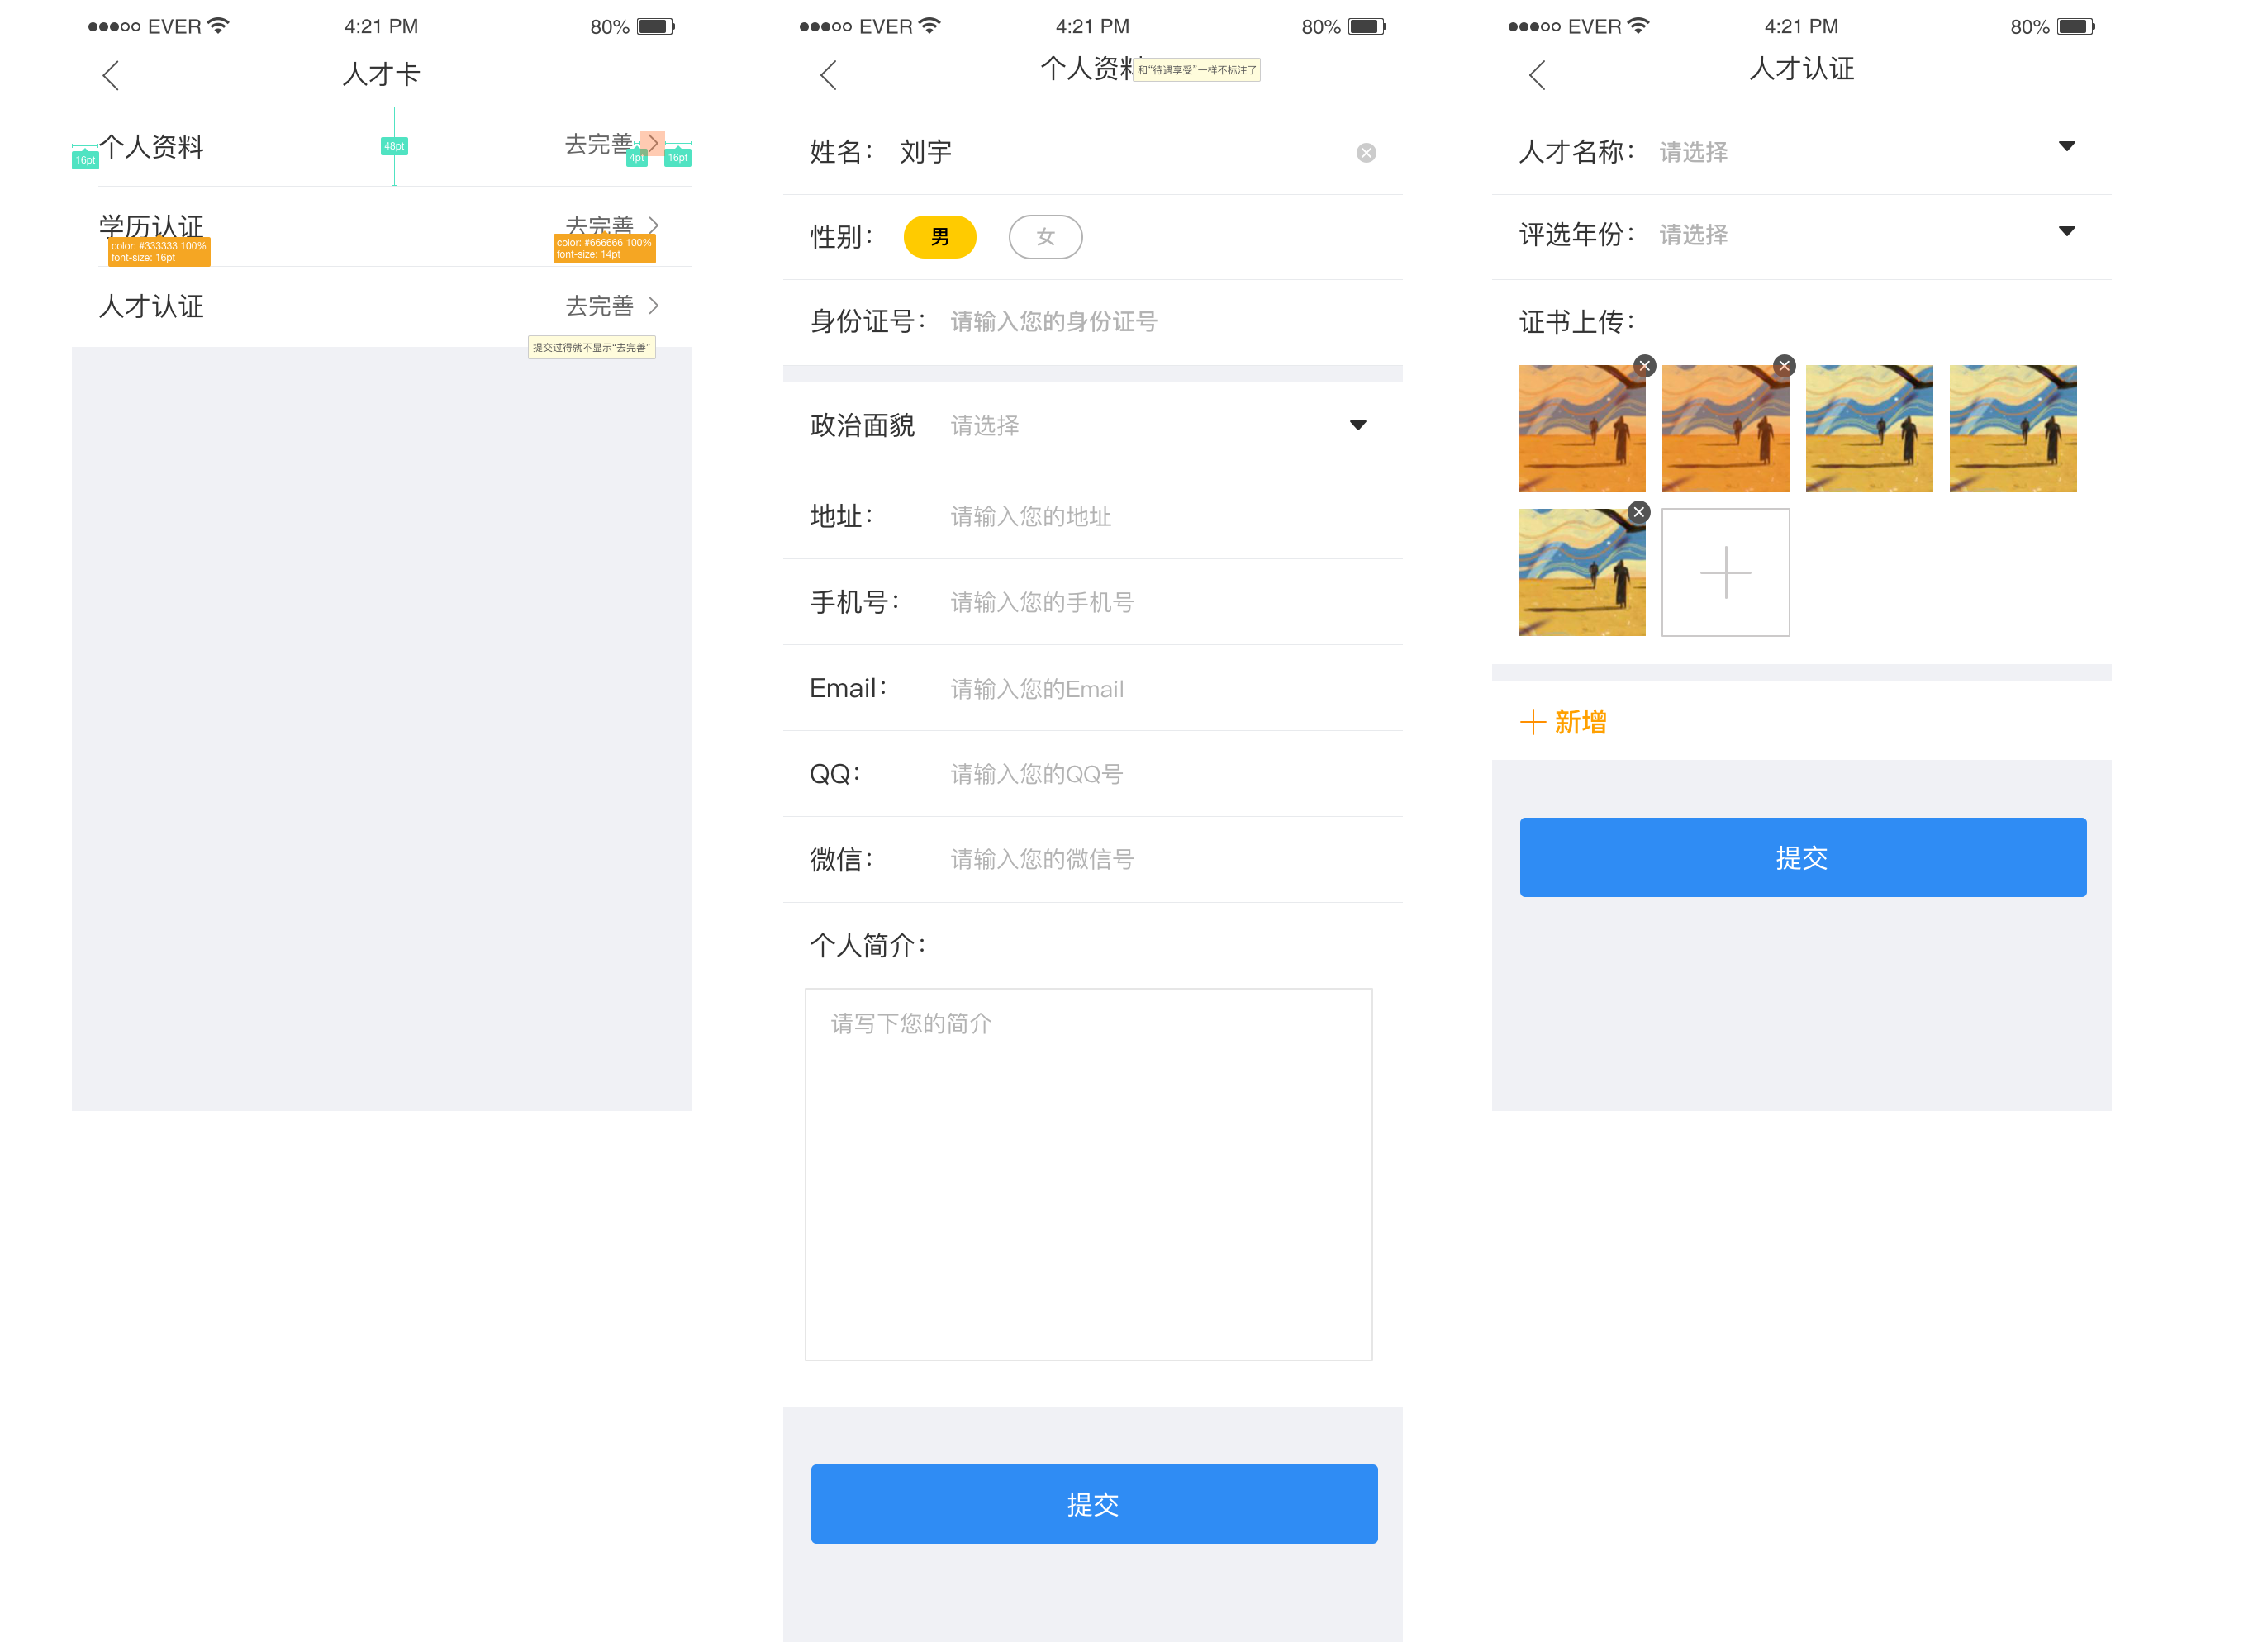 EVER 4:21 PM 80%
人才卡
个人资料 去完善
16pt 48pt 4pt 16pt
学历认证 去完善
color: #333333 100%
font-size: 16pt
color: #666666 100%
font-size: 14pt
人才认证 去完善
提交过得就不显示“去完善”
EVER 4:21 PM 80%
个人资料
和“待遇享受”一样不标注了
姓名： 刘宇
性别： 男 女
身份证号： 请输入您的身份证号
政治面貌 请选择
地址： 请输入您的地址
手机号： 请输入您的手机号
Email： 请输入您的Email
QQ： 请输入您的QQ号
微信： 请输入您的微信号
个人简介：
请写下您的简介
提交
EVER 4:21 PM 80%
人才认证
人才名称： 请选择
评选年份： 请选择
证书上传：
新增
提交